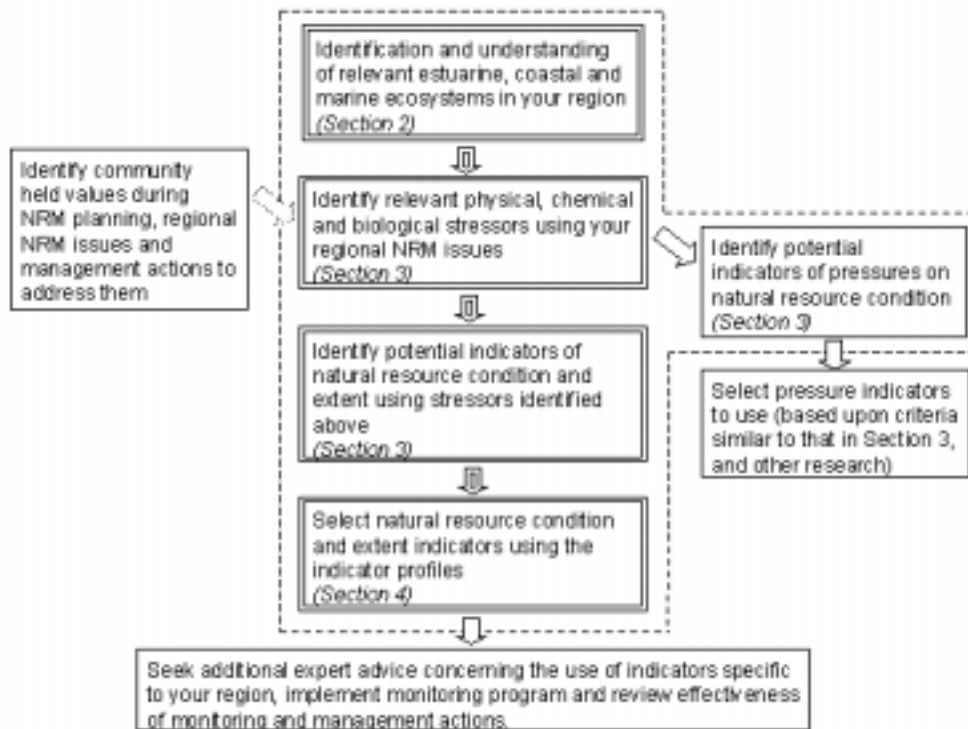 Identification and understanding
of relevant estuarine, coastal and
marine ecosystems in your region
(Section 2)
Identify community
held values during
NRM planning, regional
NRM issues and
management actions to
address them
Identify relevant physical, chemical
and biological stressors using your
regional NRM issues
(Section 3)
Identify potential
indicators of pressures on
natural resource condition
(Section 3)
Identify potential indicators of
natural resource condition and
extent using stressors identified
above
(Section 3)
Select pressure indicators
to use (based upon criteria
similar to that in Section 3,
and other research)
Select natural resource condition
and extent indicators using the
indicator profiles
(Section 4)
Seek additional expert advice concerning the use of indicators specific
to your region, implement monitoring program and review effectiveness
of monitoring and management actions.